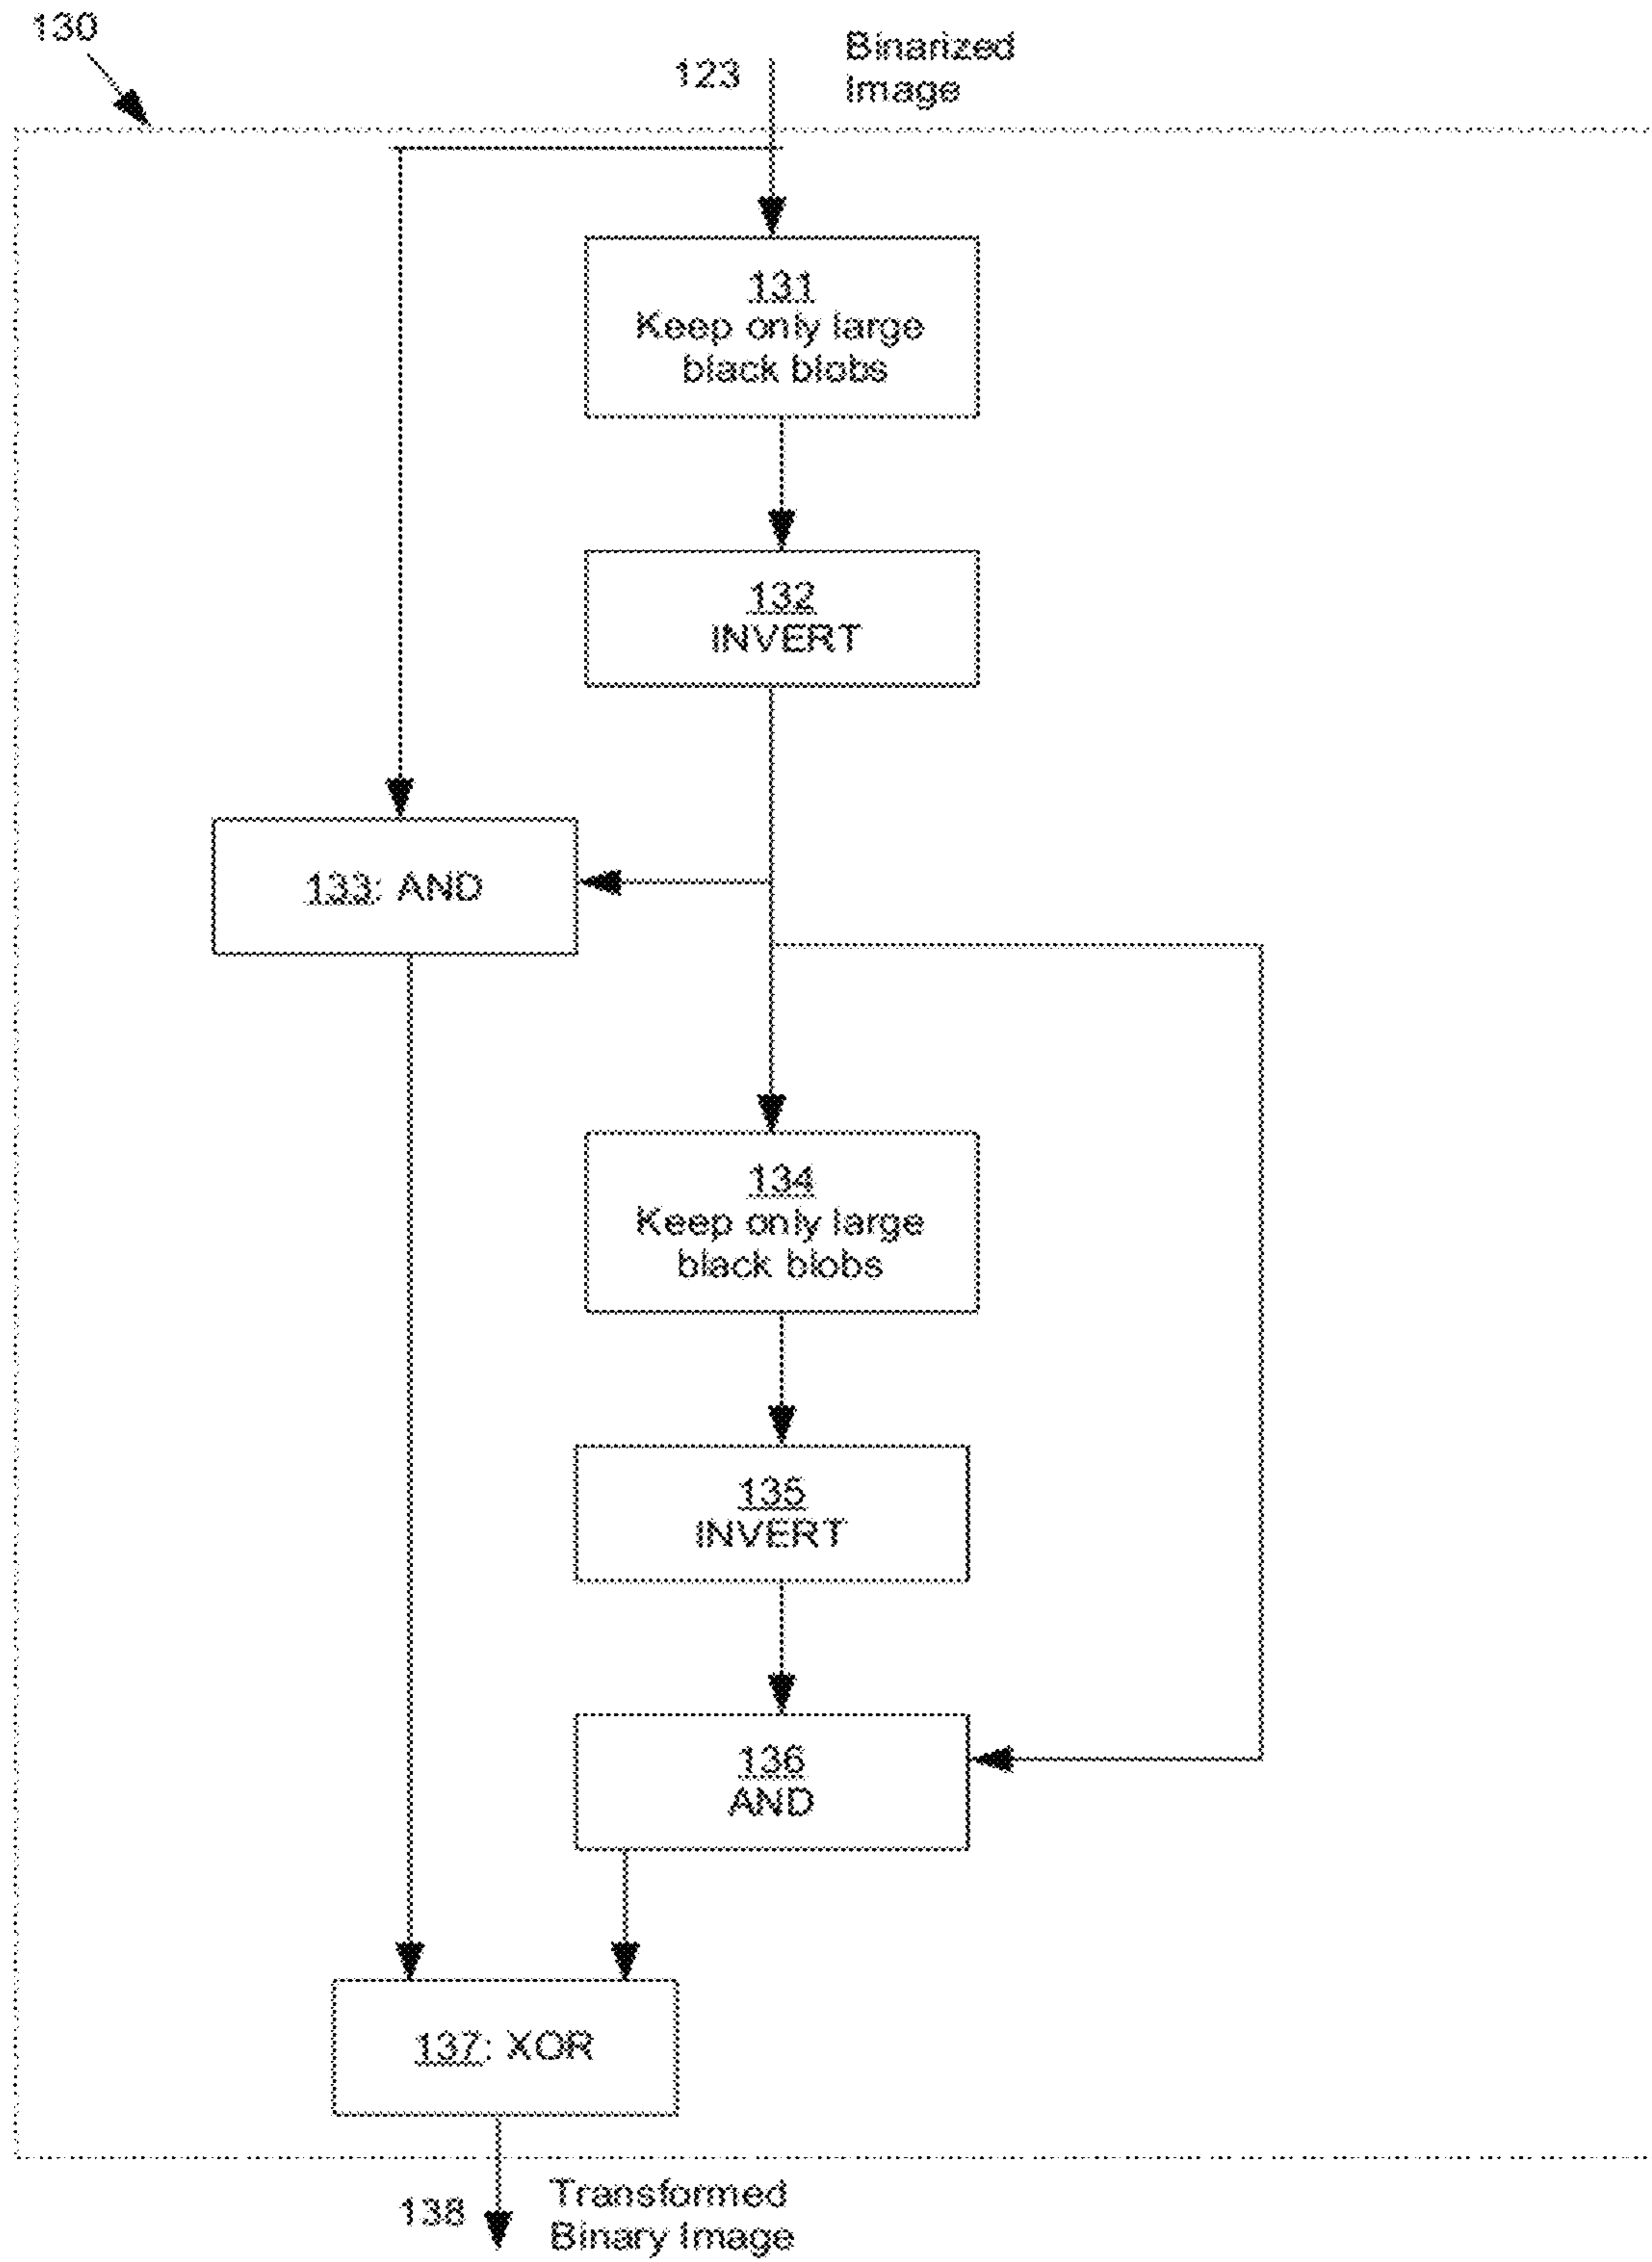 130
123
Binarized
Image
131
Keep only large
black blobs
132
INVERT
133: AND
134
Keep only large
black blobs
135
INVERT
136
AND
137: XOR
138
Transformed
Binary Image